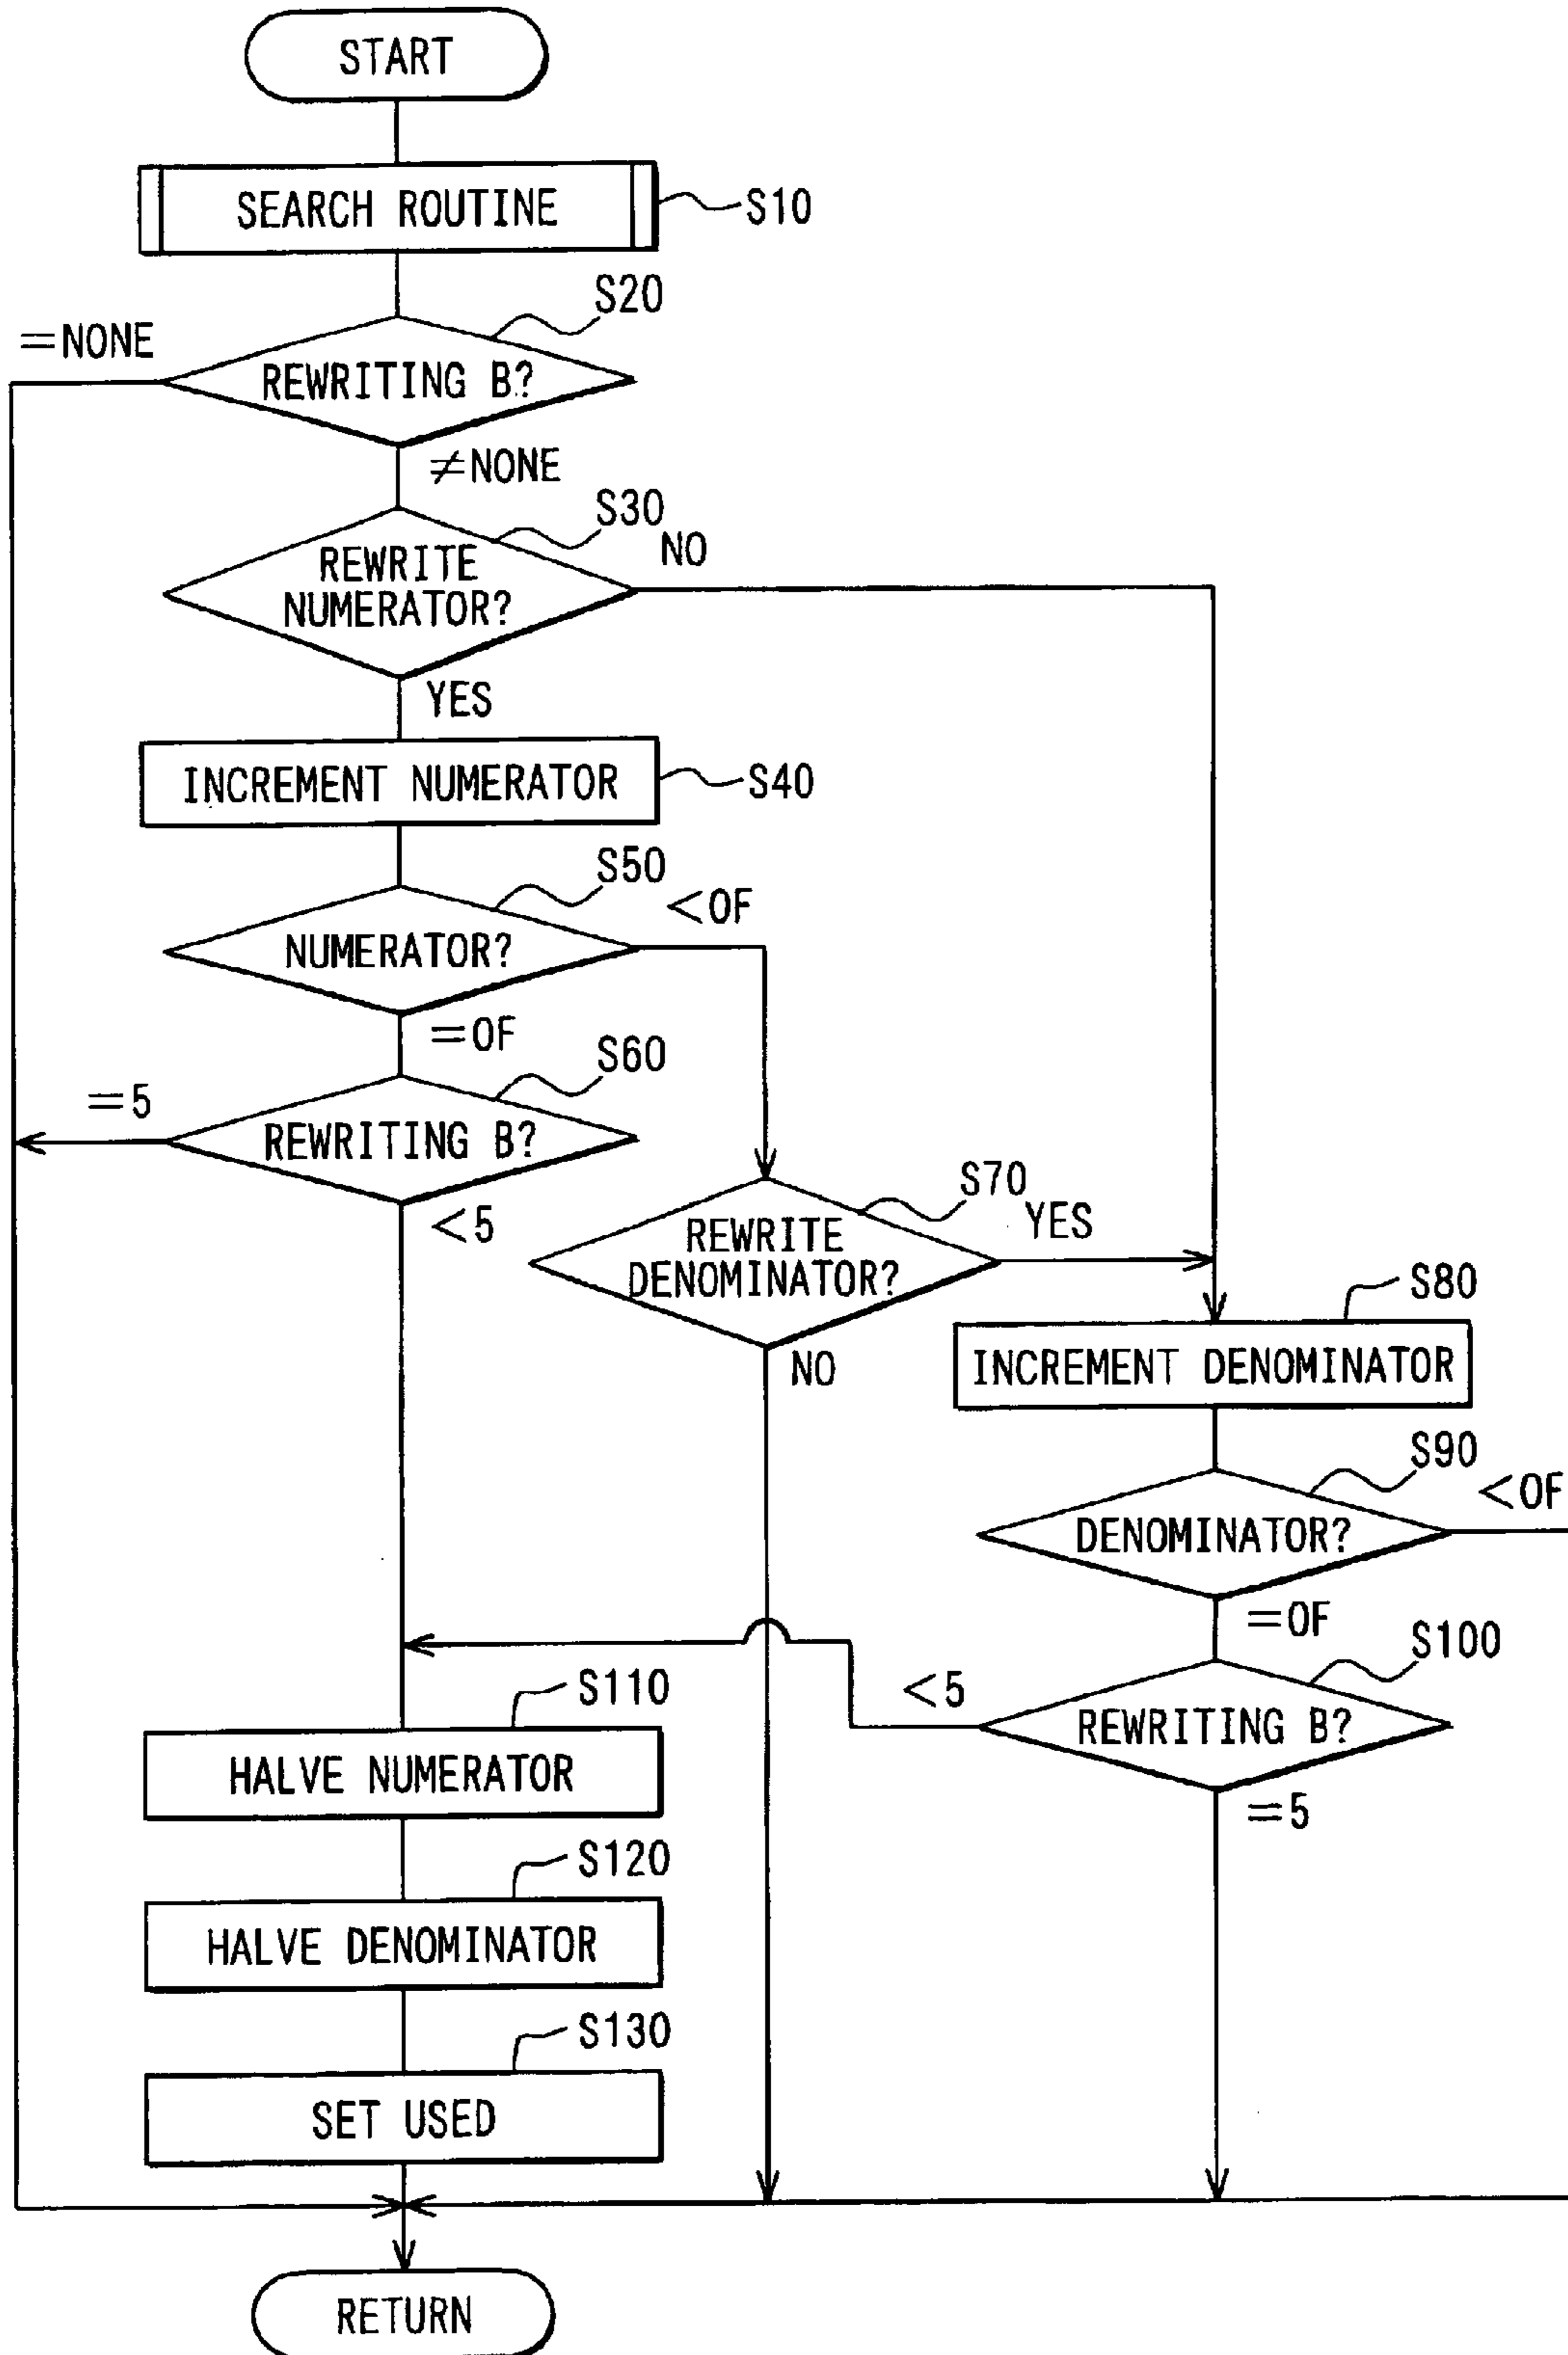 START
SEARCH ROUTINE
S10
S20
=NONE
REWRITING B?
≠NONE
S30
NO
REWRITE
NUMERATOR?
YES
INCREMENT NUMERATOR
S40
S50
<OF
NUMERATOR?
=OF
S60
=5
REWRITING B?
<5
S70
YES
REWRITE
DENOMINATOR?
NO
S80
INCREMENT DENOMINATOR
S90
<OF
DENOMINATOR?
=OF
S100
<5
REWRITING B?
=5
S110
HALVE NUMERATOR
S120
HALVE DENOMINATOR
S130
SET USED
RETURN